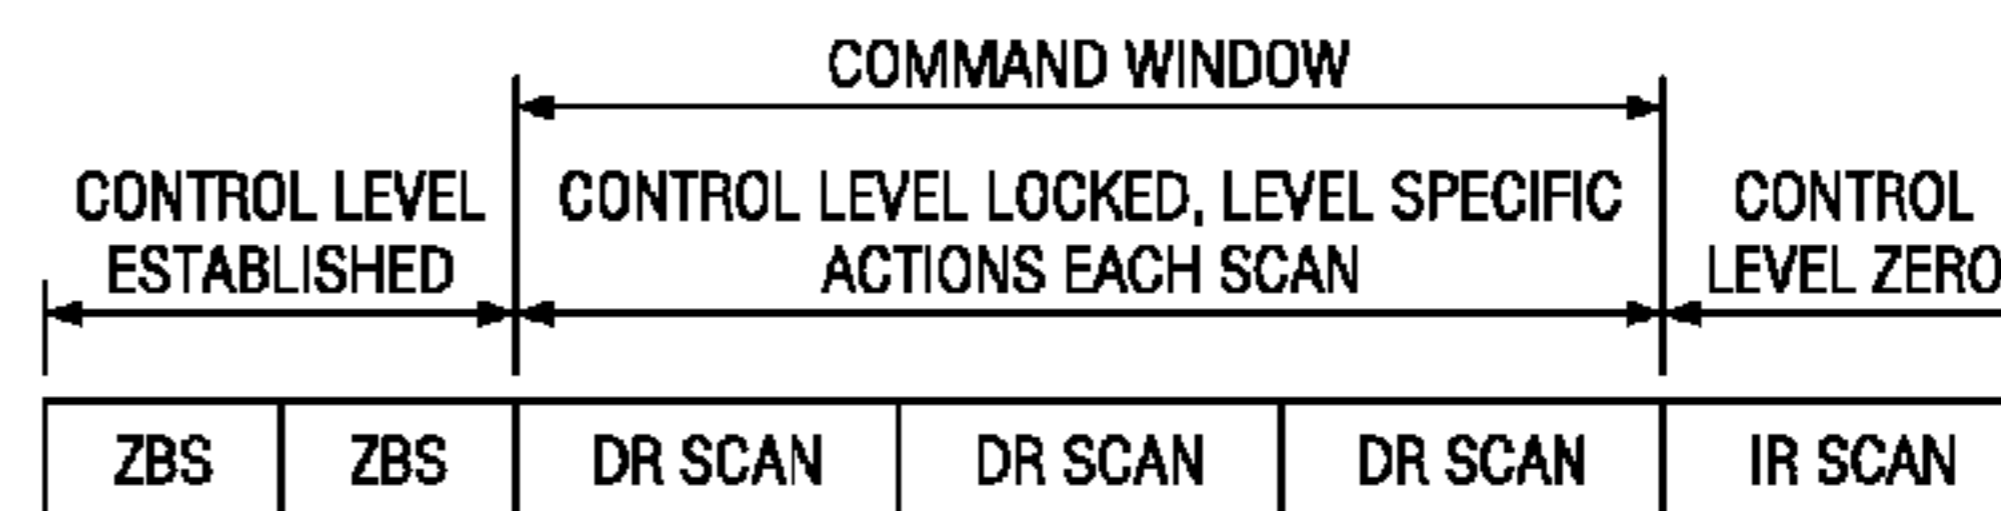 COMMAND WINDOW
CONTROL LEVEL
ESTABLISHED
CONTROL LEVEL LOCKED, LEVEL SPECIFIC
ACTIONS EACH SCAN
CONTROL
LEVEL ZERO
ZBS ZBS DR SCAN DR SCAN DR SCAN IR SCAN